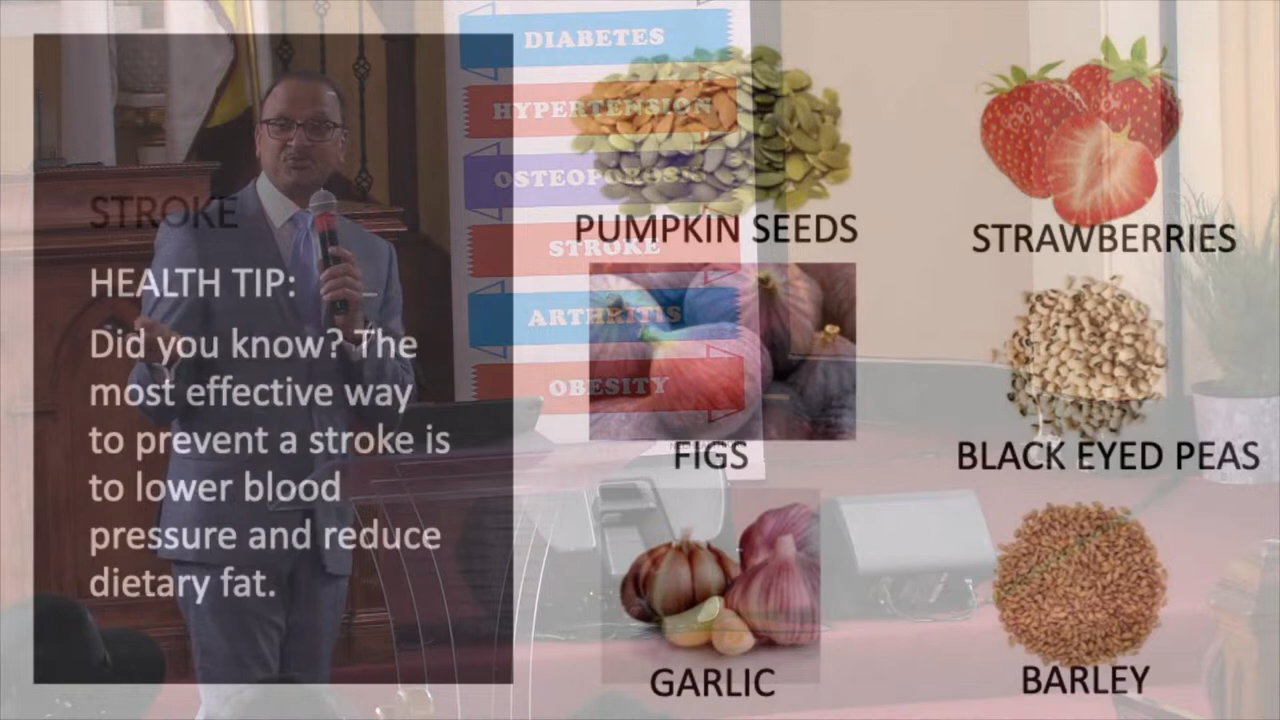 DIABETES
HYPERTENSION
OSTEOPOROSIS
STROKE
ARTHRITIS
OBESITY
STROKE
HEALTH TIP:
Did you know? The
most effective way
to prevent a stroke is
to lower blood
pressure and reduce
dietary fat.
PUMPKIN SEEDS
STRAWBERRIES
FIGS
BLACK EYED PEAS
GARLIC
BARLEY